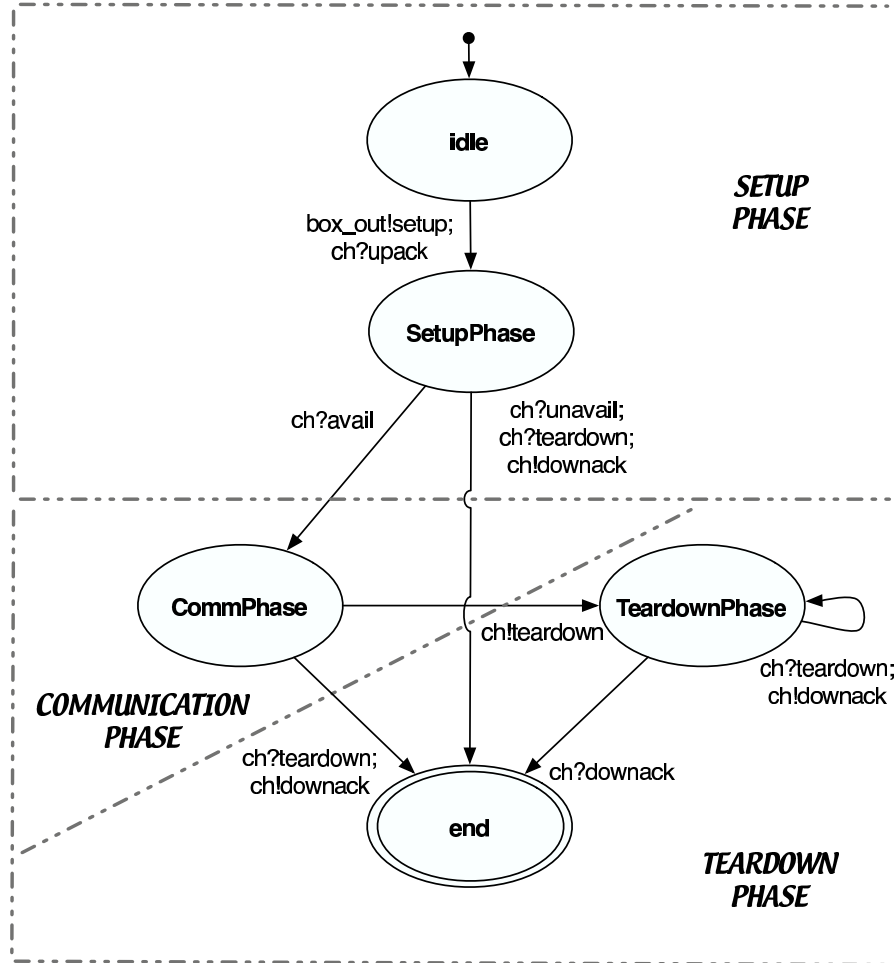 idle
SETUP
PHASE
box_out!setup;
ch?upack
SetupPhase
ch?avail
ch?unavail;
ch?teardown;
ch!downack
CommPhase
TeardownPhase
ch!teardown
ch?teardown;
ch!downack
COMMUNICATION
PHASE
ch?teardown;
ch!downack
ch?downack
end
TEARDOWN
PHASE